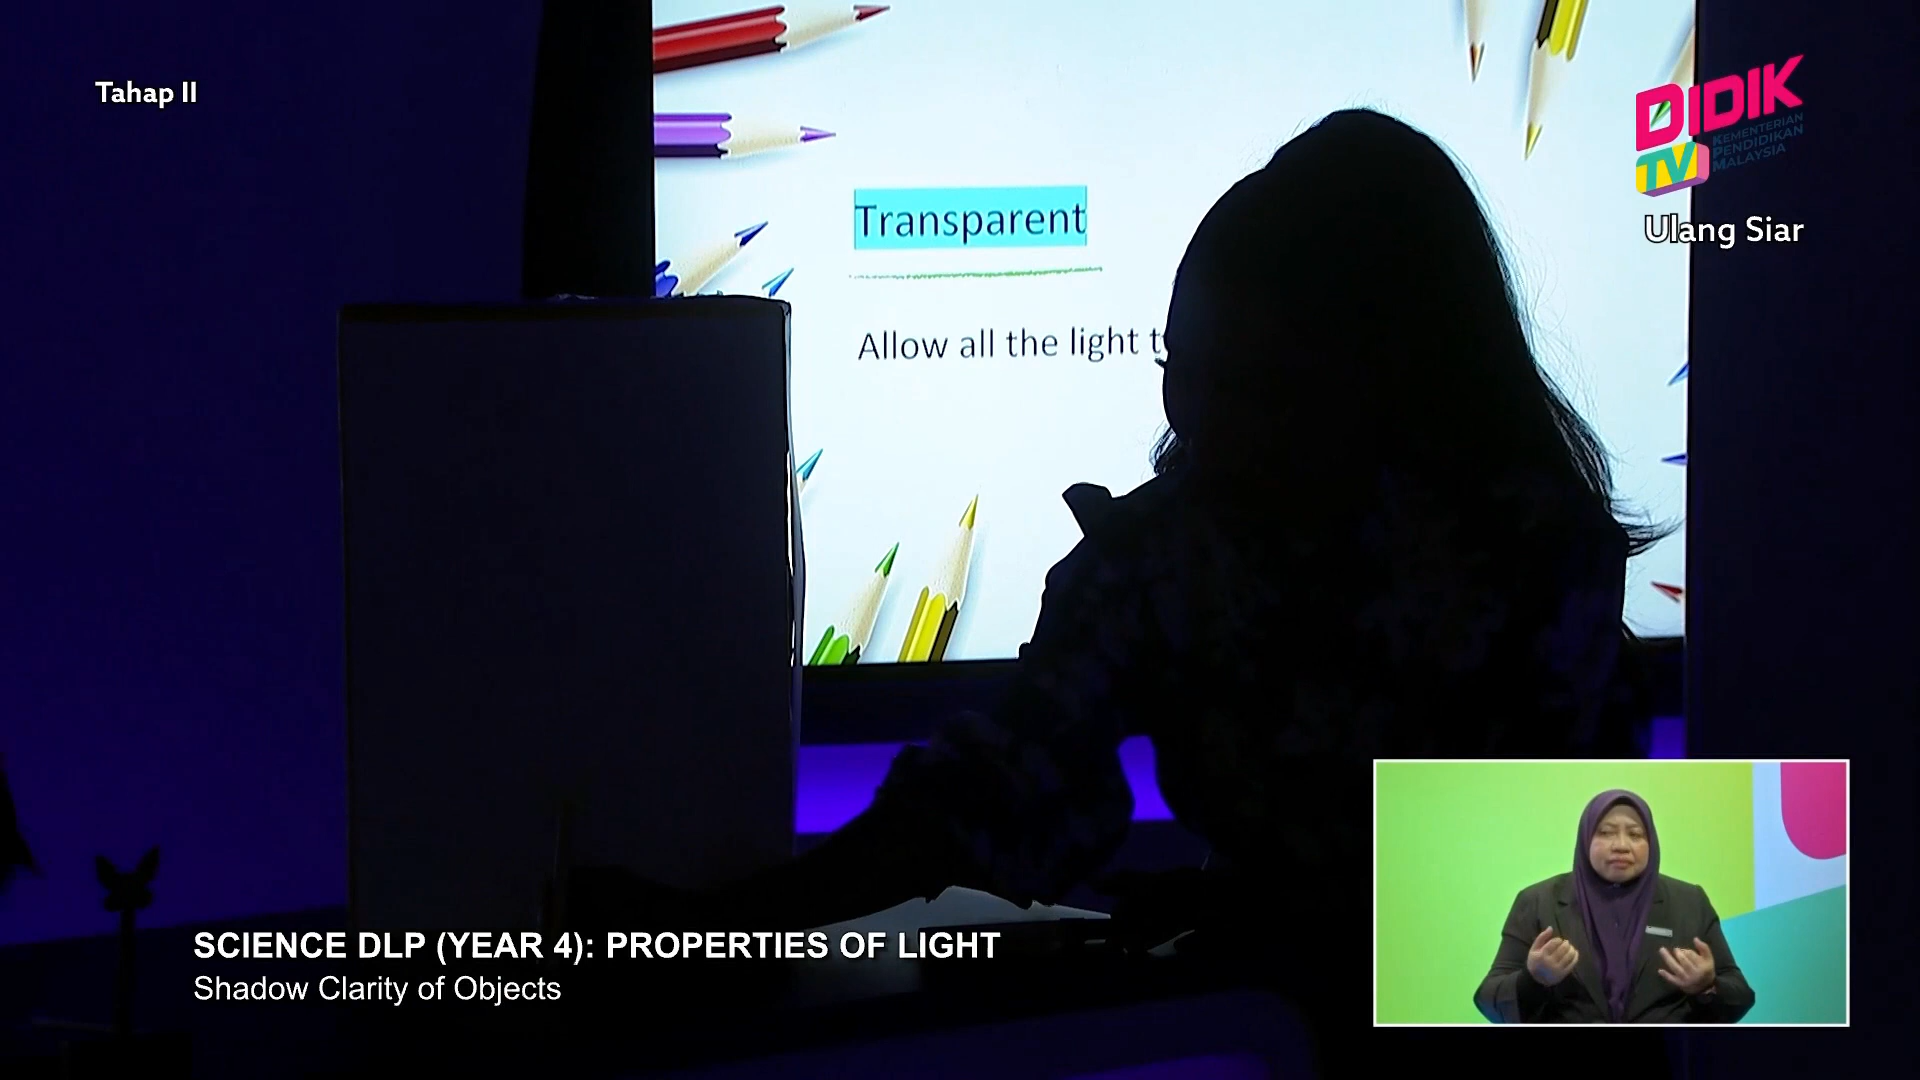 Tahap II
DIDIK
TV
KEMENTERIAN
PENDIDIKAN
MALAYSIA
Ulang Siar
Transparent
Allow all the light t
SCIENCE DLP (YEAR 4): PROPERTIES OF LIGHT
Shadow Clarity of Objects